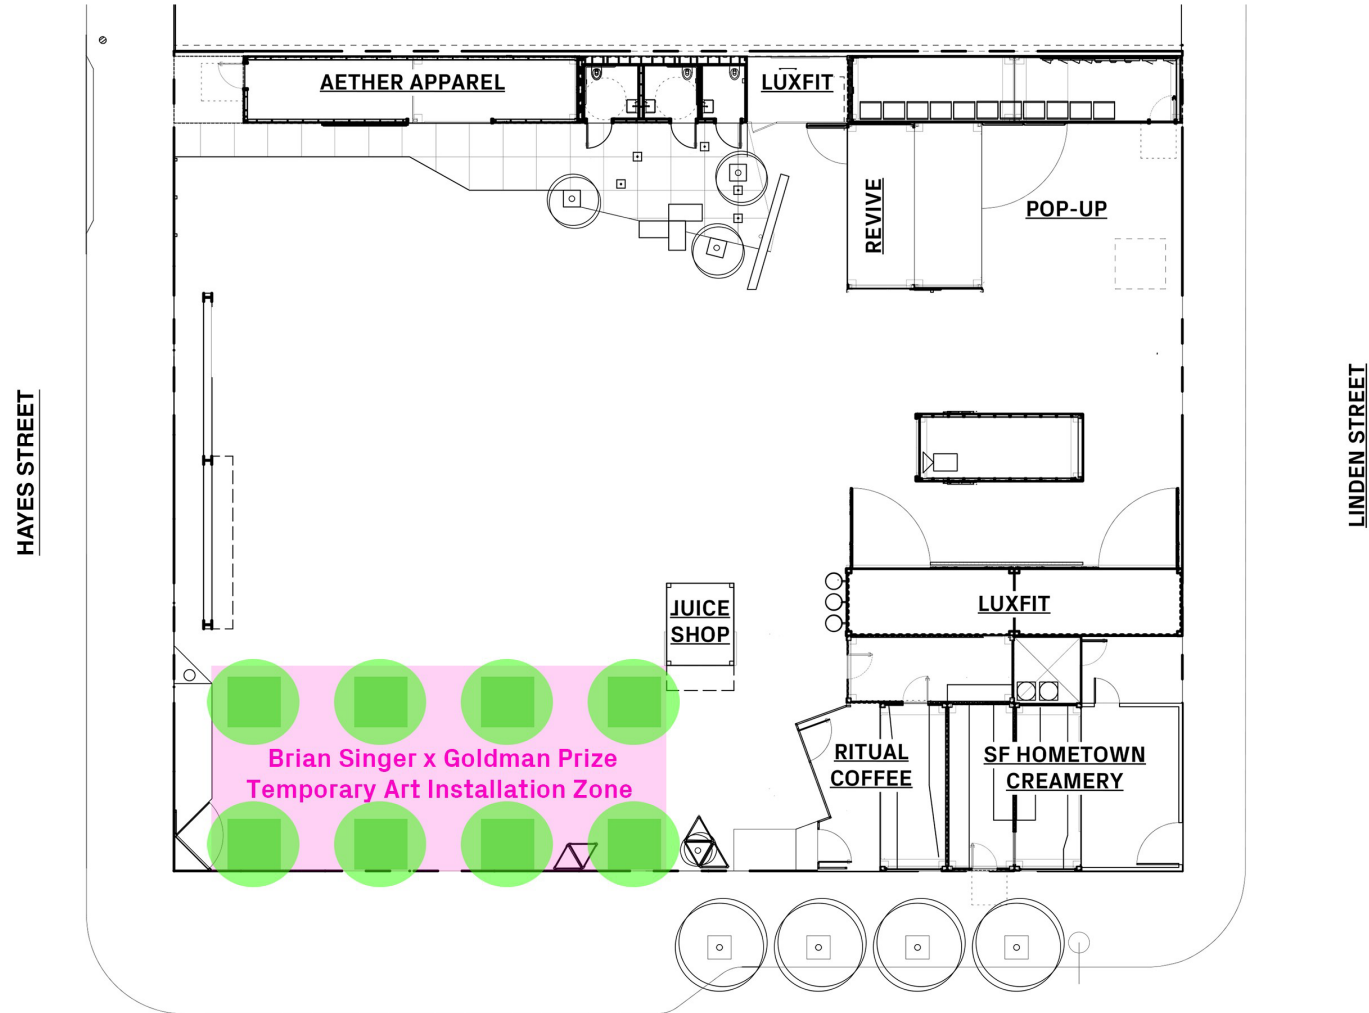 AETHER APPAREL
LUXFIT
REVIVE
POP-UP
HAYES STREET
LINDEN STREET
JUICE
SHOP
LUXFIT
Brian Singer x Goldman Prize
Temporary Art Installation Zone
RITUAL
COFFEE
SF HOMETOWN
CREAMERY